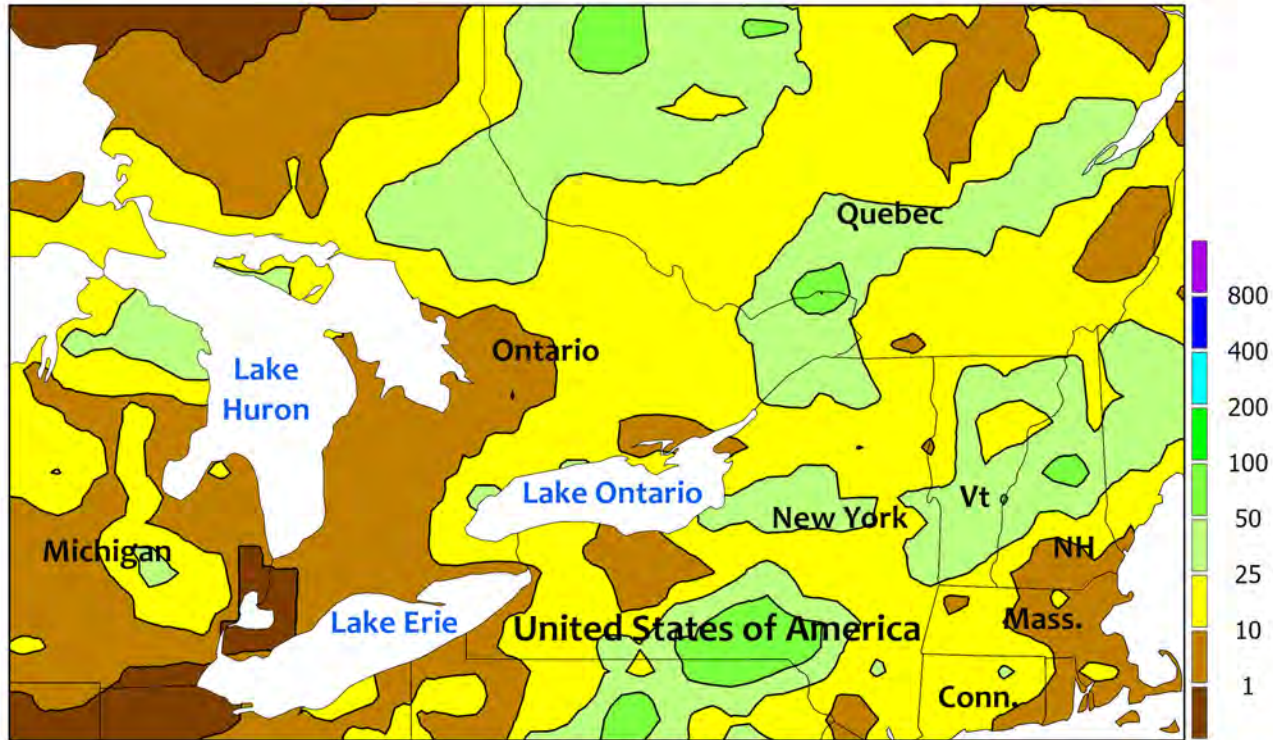 Quebec
Ontario
Lake
Huron
Lake Ontario
New York
Vt
Michigan
NH
Lake Erie
United States of America
Mass.
Conn.
800
400
200
100
50
25
10
1